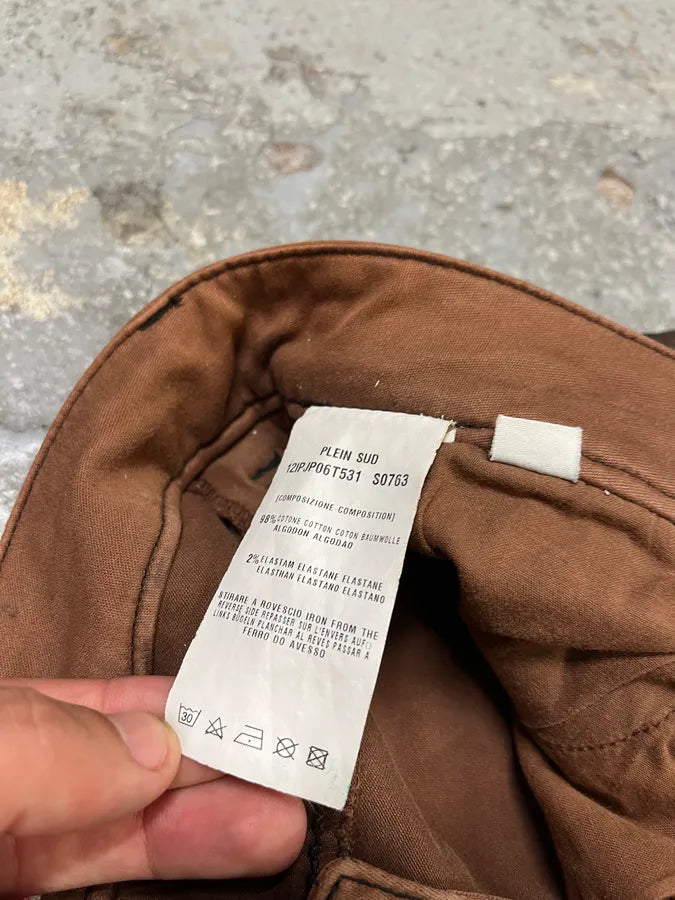 PLEIN SUD
12IPJP06T531 S0763
[COMPOSIZIONE-COMPOSITION]
98% COTONE COTTON COTON BAUMWOLLE
ALGODON ALGODAO
2% ELASTAM ELASTANE ELASTANE
ELASTHAN ELASTANO ELASTANO
STIRARE A ROVESCIO IRON FROM THE
REVERSE SIDE REPASSER SUR L'ENVERS AUF
LINKS BÜGELN PLANCHAR AL REVES PASSAR A
FERRO DO AVESSO
30